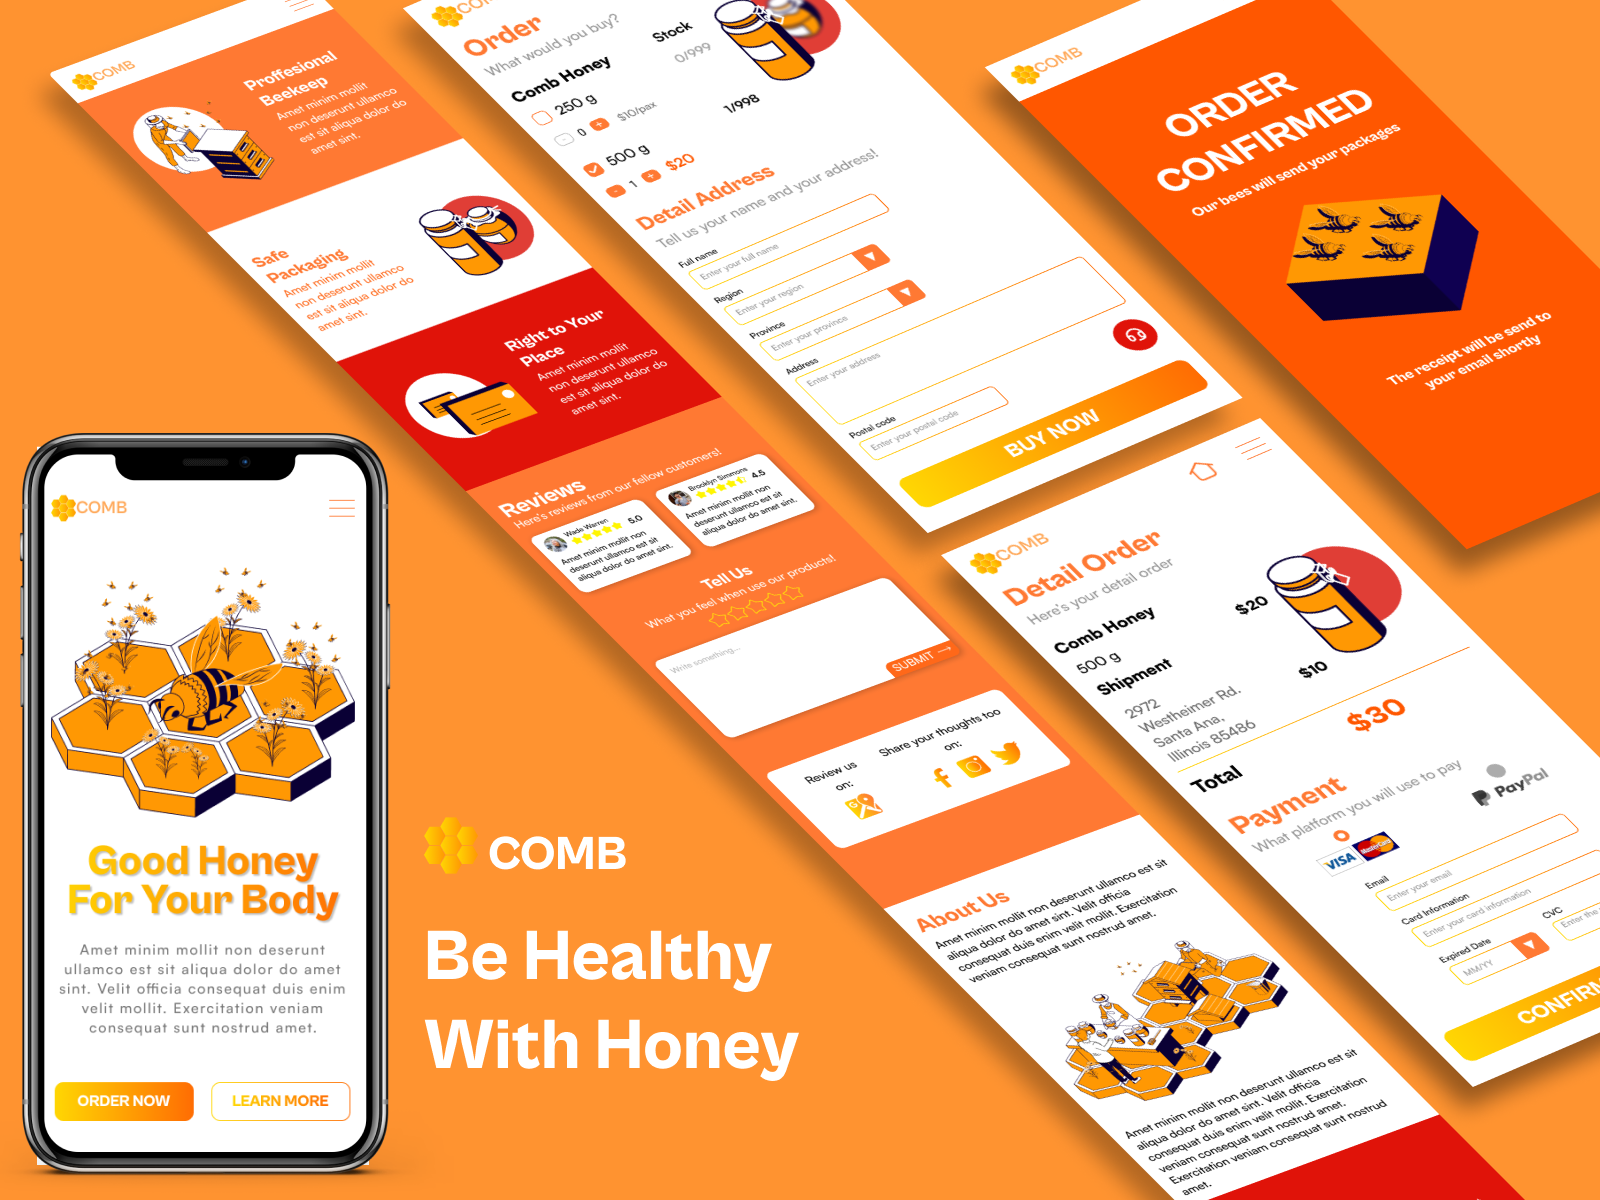 COMB
Proffesional
Beekeep
Amet minim mollit
non deserunt ullamco
est sit aliqua dolor do
amet sint.
Safe
Packaging
Amet minim mollit
non deserunt ullamco
est sit aliqua dolor do
amet sint.
Right to Your
Place
Amet minim mollit
non deserunt ullamco
est sit aliqua dolor do
amet sint.
Reviews
Here's reviews from our fellow customers!
Wade Warren
5.0
Amet minim mollit non
deserunt ullamco est sit
aliqua dolor do amet sint.
Brooklyn Simmons
4.5
Amet minim mollit non
deserunt ullamco est sit
aliqua dolor do amet sint.
Tell Us
What you feel when use our products!
Write something...
SUBMIT
Review us
on:
G
Share your thoughts too
on:
About Us
Amet minim mollit non deserunt ullamco est sit
aliqua dolor do amet sint. Velit officia
consequat duis enim velit mollit. Exercitation
veniam consequat sunt nostrud amet.
Amet minim mollit non deserunt ullamco est sit
aliqua dolor do amet sint. Velit officia
consequat duis enim velit mollit. Exercitation
veniam consequat sunt nostrud amet.
Exercitation veniam consequat sunt nostrud
amet.
COMB
Order
What would you buy?
Comb Honey
Stock
250 g
0/999
- 0 + $10/pax
500 g
1/998
- 1 + $20
Detail Address
Tell us your name and your address!
Full name
Enter your full name
Region
Enter your region
Province
Enter your province
Address
Enter your address
Postal code
Enter your postal code
BUY NOW
COMB
ORDER
CONFIRMED
Our bees will send your packages
The receipt will be send to
your email shortly
COMB
Detail Order
Here's your detail order
Comb Honey
$20
500 g
Shipment
$10
2972
Westheimer Rd.
Santa Ana,
Illinois 85486
Total
$30
Payment
What platform you will use to pay
VISA
MasterCard
PayPal
Email
Enter your email
Card Information
Enter your card information
Expired Date
MM/YY
CVC
Enter the
COMB
Good Honey
For Your Body
Amet minim mollit non deserunt
ullamco est sit aliqua dolor do amet
sint. Velit officia consequat duis enim
velit mollit. Exercitation veniam
consequat sunt nostrud amet.
ORDER NOW
LEARN MORE
COMB
Be Healthy
With Honey